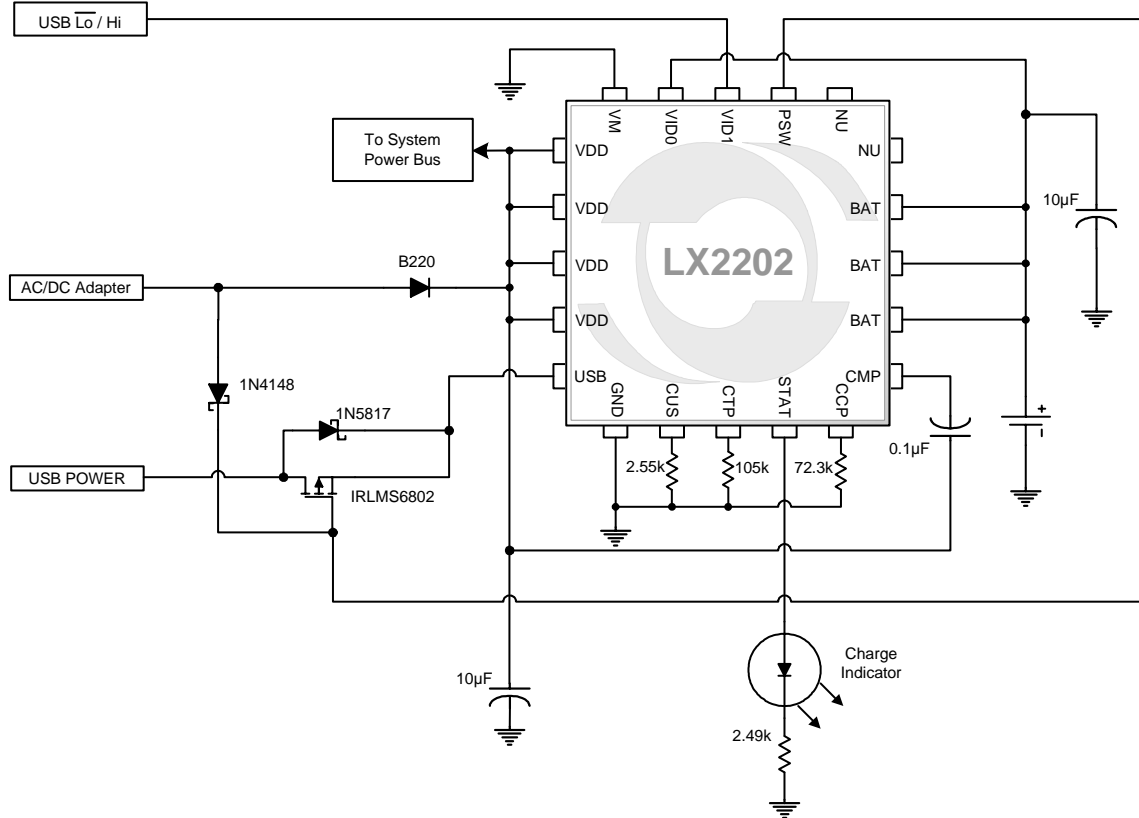 USB Lo / Hi
VM
VID0
VID1
PSW
NU
To System
Power Bus
VDD
NU
VDD
BAT
10µF
B220
VDD
LX2202
BAT
AC/DC Adapter
VDD
BAT
1N4148
USB
CMP
GND
CUS
CTP
STAT
CCP
1N5817
+
-
2.55k
105k
72.3k
0.1µF
USB POWER
IRLMS6802
10µF
Charge
Indicator
2.49k